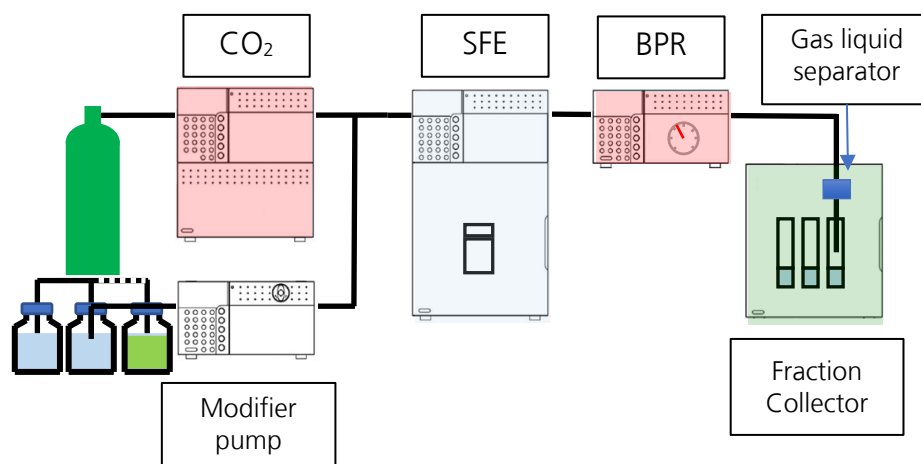 CO₂
SFE
BPR
Gas liquid
separator
Modifier
pump
Fraction
Collector